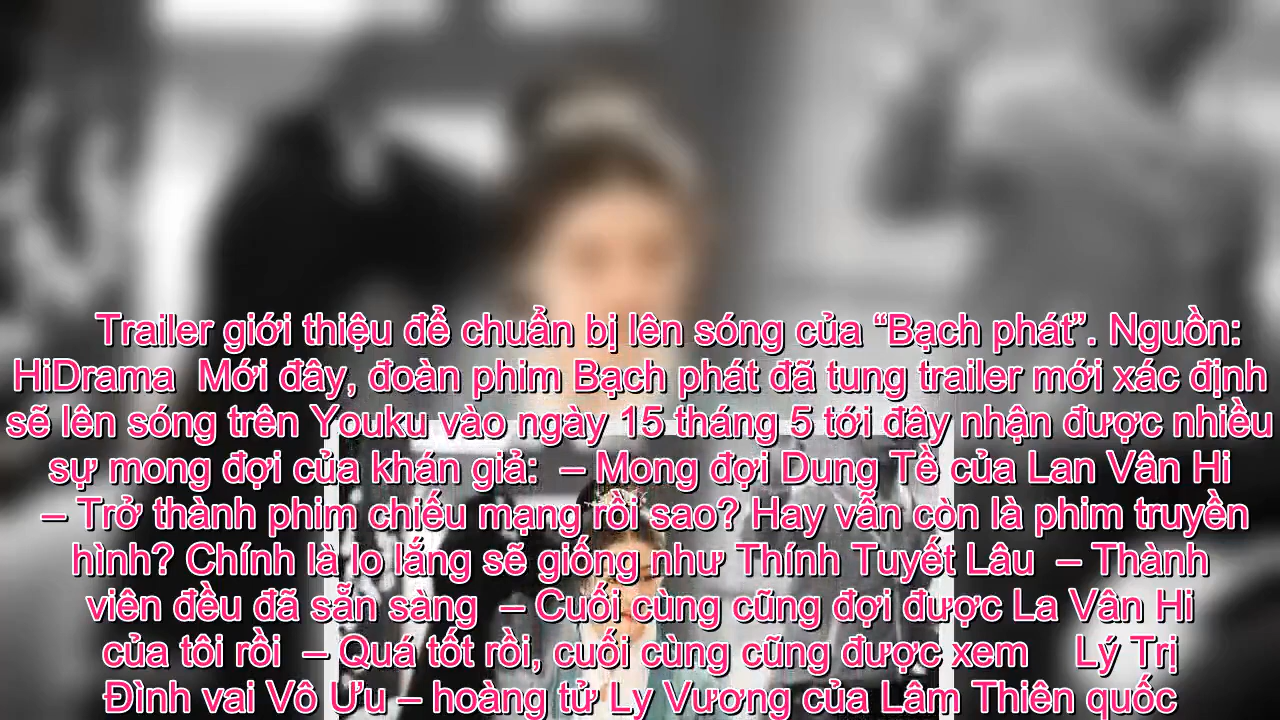 Trailer giới thiệu để chuẩn bị lên sóng của “Bạch phát”. Nguồn:
HiDrama Mới đây, đoàn phim Bạch phát đã tung trailer mới xác định
sẽ lên sóng trên Youku vào ngày 15 tháng 5 tới đây nhận được nhiều
sự mong đợi của khán giả: – Mong đợi Dung Tề của Lan Vân Hi
– Trở thành phim chiếu mạng rồi sao? Hay vẫn còn là phim truyền
hình? Chính là lo lắng sẽ giống như Thính Tuyết Lâu – Thành
viên đều đã sẵn sàng – Cuối cùng cũng đợi được La Vân Hi
của tôi rồi – Quá tốt rồi, cuối cùng cũng được xem Lý Trị
Đình vai Vô Ưu – hoàng tử Ly Vương của Lâm Thiên quốc